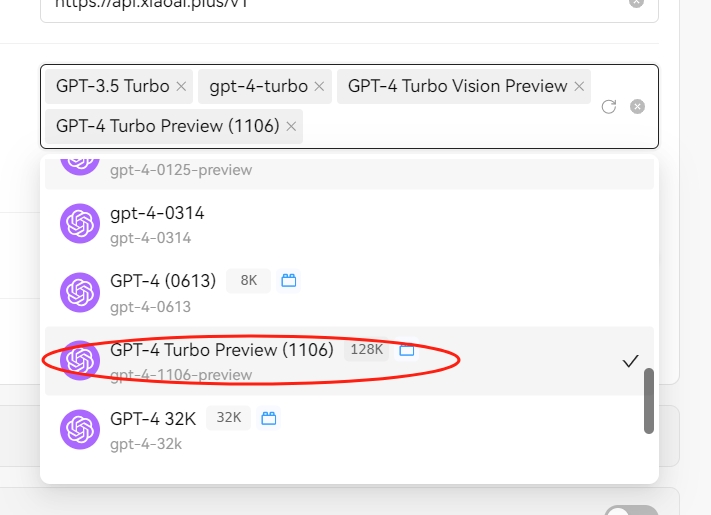 https://api.xiaoai.plus/v1
GPT-3.5 Turbo × gpt-4-turbo × GPT-4 Turbo Vision Preview ×
GPT-4 Turbo Preview (1106) ×
gpt-4-0125-preview
gpt-4-0314
gpt-4-0314
GPT-4 (0613) 8K
gpt-4-0613
GPT-4 Turbo Preview (1106) 128K
gpt-4-1106-preview
GPT-4 32K 32K
gpt-4-32k